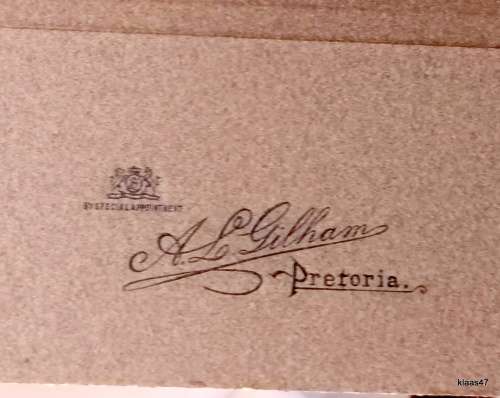 BY SPECIAL APPOINTMENT
A. L. Gilham
Pretoria.
klaas47